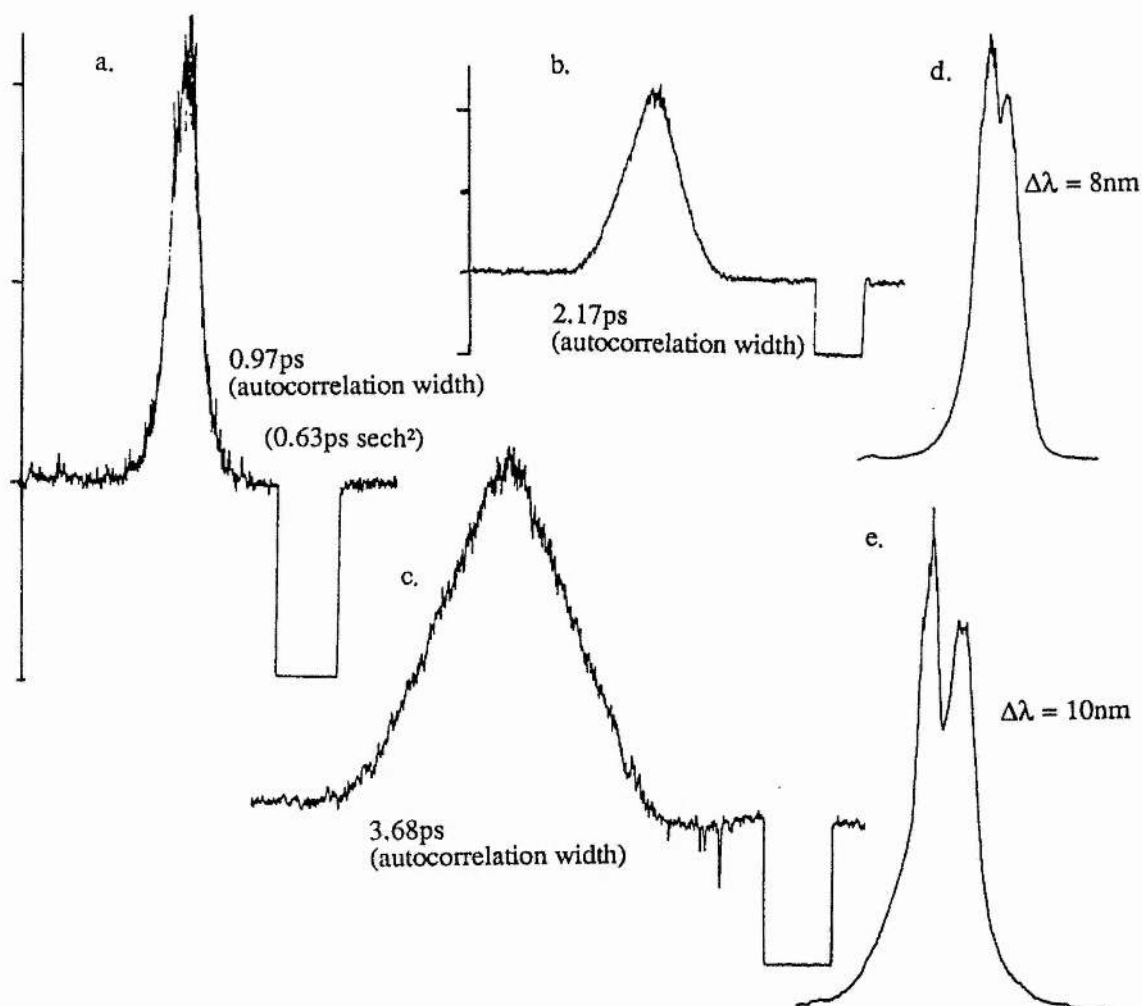 a.
b.
d.
Δλ = 8nm
2.17ps
(autocorrelation width)
0.97ps
(autocorrelation width)
(0.63ps sech²)
c.
e.
Δλ = 10nm
3.68ps
(autocorrelation width)